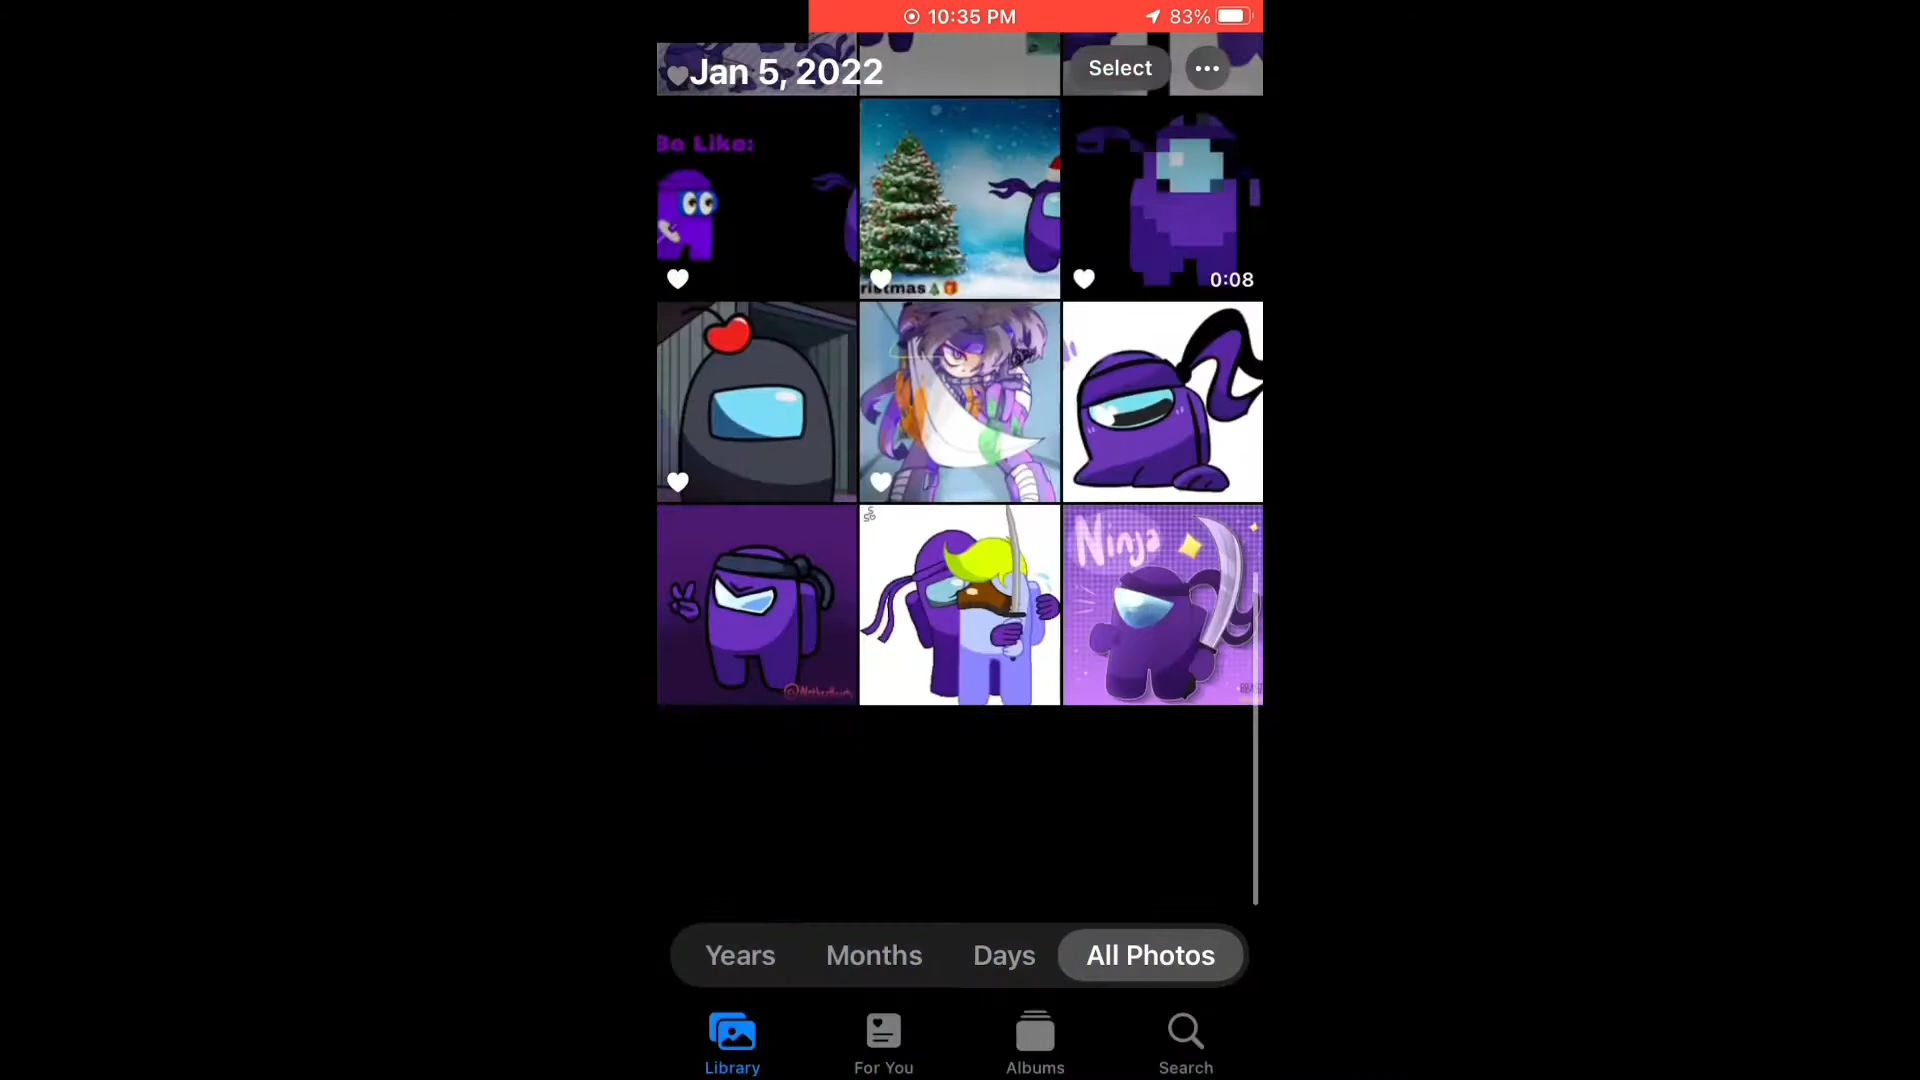 10:35 PM
83%
Jan 5, 2022
Select
Be Like:
ristmas
0:08
Ninja
Years
Months
Days
All Photos
Library
For You
Albums
Search